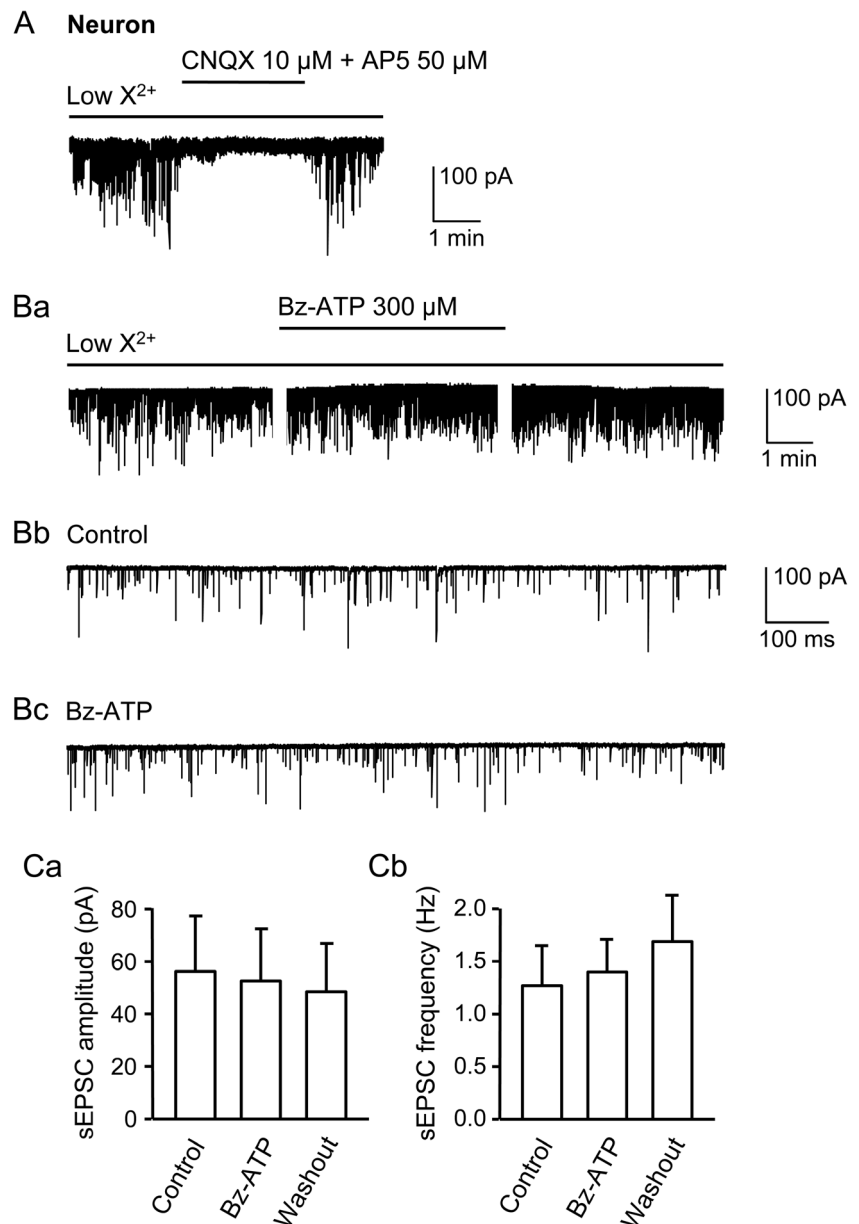 A Neuron
CNQX 10 µM + AP5 50 µM
Low X²⁺
100 pA
1 min
Ba
Bz-ATP 300 µM
Low X²⁺
100 pA
1 min
Bb Control
100 pA
100 ms
Bc Bz-ATP
Ca
sEPSC amplitude (pA)
80
60
40
20
0
Control
Bz-ATP
Washout
Cb
sEPSC frequency (Hz)
2.0
1.5
1.0
0.5
0.0
Control
Bz-ATP
Washout